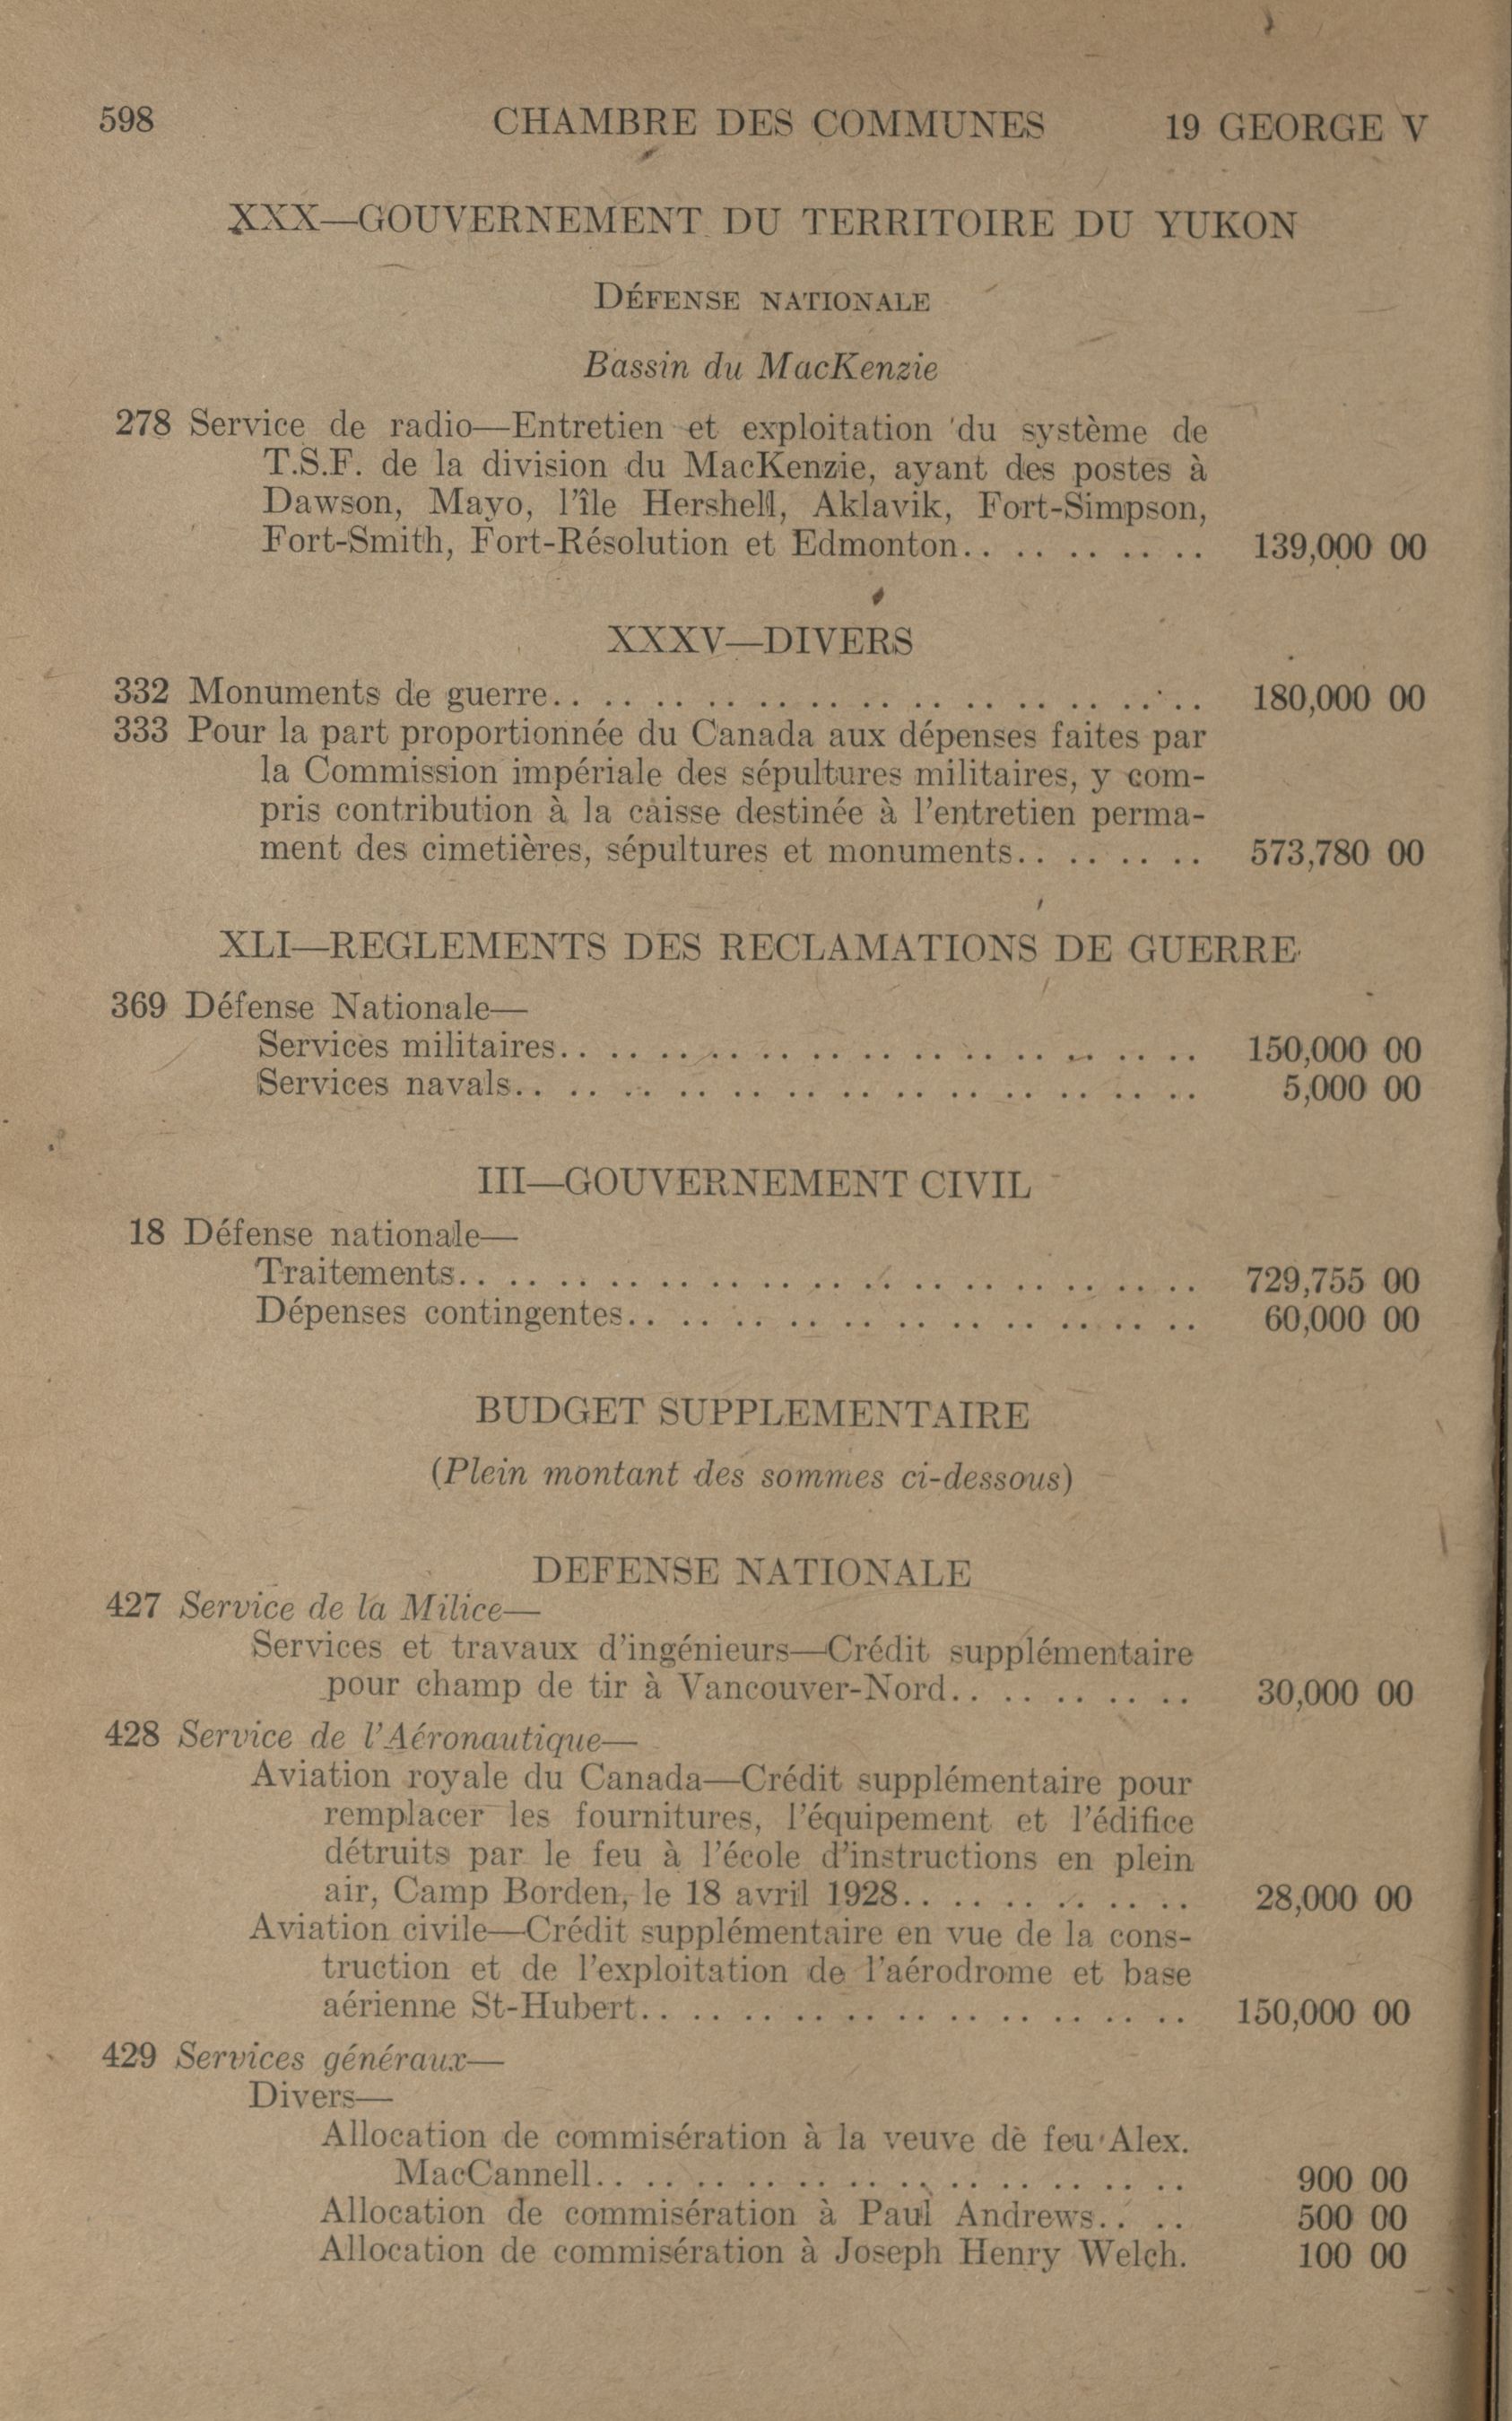 598 CHAMBRE DES COMMUNES 19 GEORGE V
XXX—GOUVERNEMENT DU TERRITOIRE DU YUKON
DÉFENSE NATIONALE
Bassin du MacKenzie
278 Service de radio—Entretien et exploitation du système de
T.S.F. de la division du MacKenzie, ayant des postes à
Dawson, Mayo, l'île Hershell, Aklavik, Fort-Simpson,
Fort-Smith, Fort-Résolution et Edmonton.. .. .. .. .. .. 139,000 00
XXXV—DIVERS
332 Monuments de guerre.. .. .. .. .. .. .. .. .. .. .. .. .. 180,000 00
333 Pour la part proportionnée du Canada aux dépenses faites par
la Commission impériale des sépultures militaires, y com-
pris contribution à la caisse destinée à l'entretien perma-
ment des cimetières, sépultures et monuments.. .. .. .. 573,780 00
XLI—REGLEMENTS DES RECLAMATIONS DE GUERRE
369 Défense Nationale—
Services militaires.. .. .. .. .. .. .. .. .. .. .. .. .. 150,000 00
Services navals.. .. .. .. .. .. .. .. .. .. .. .. .. 5,000 00
III—GOUVERNEMENT CIVIL
18 Défense nationale—
Traitements.. .. .. .. .. .. .. .. .. .. .. .. .. .. .. 729,755 00
Dépenses contingentes.. .. .. .. .. .. .. .. .. .. .. 60,000 00
BUDGET SUPPLEMENTAIRE
(Plein montant des sommes ci-dessous)
DEFENSE NATIONALE
427 Service de la Milice—
Services et travaux d'ingénieurs—Crédit supplémentaire
pour champ de tir à Vancouver-Nord.. .. .. .. .. 30,000 00
428 Service de l'Aéronautique—
Aviation royale du Canada—Crédit supplémentaire pour
remplacer les fournitures, l'équipement et l'édifice
détruits par le feu à l'école d'instructions en plein
air, Camp Borden, le 18 avril 1928.. .. .. .. .. .. 28,000 00
Aviation civile—Crédit supplémentaire en vue de la cons-
truction et de l'exploitation de l'aérodrome et base
aérienne St-Hubert.. .. .. .. .. .. .. .. .. .. .. 150,000 00
429 Services généraux—
Divers—
Allocation de commisération à la veuve de feu Alex.
MacCannell.. .. .. .. .. .. .. .. .. .. .. .. 900 00
Allocation de commisération à Paul Andrews.. .. 500 00
Allocation de commisération à Joseph Henry Welch. 100 00